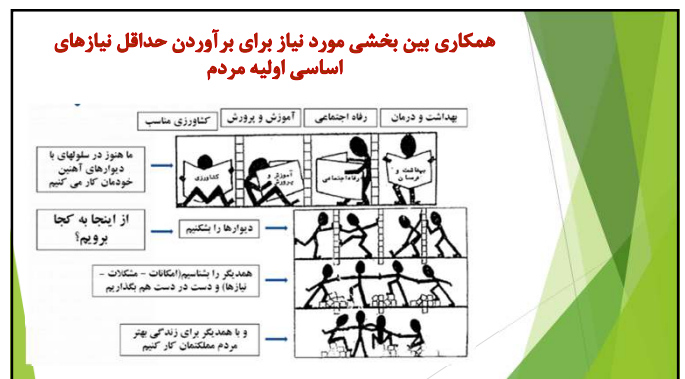 همکاری بین بخشی مورد نیاز برای برآوردن حداقل نیازهای
اساسی اولیه مردم
بهداشت و درمان
رفاه اجتماعی
آموزش و پرورش
کشاورزی مناسب
ما هنوز در سلولهای با
دیوارهای آهنین
خودمان کار می کنیم
کشاورزی
آموزش و
پرورش
رفاه اجتماعی
بهداشت و
درمان
از اینجا به کجا
برویم؟
دیوارها را بشکنیم
همدیگر را بشناسیم(امکانات - مشکلات -
نیازها) و دست در دست هم بگذاریم
و با همدیگر برای زندگی بهتر
مردم مملکتمان کار کنیم